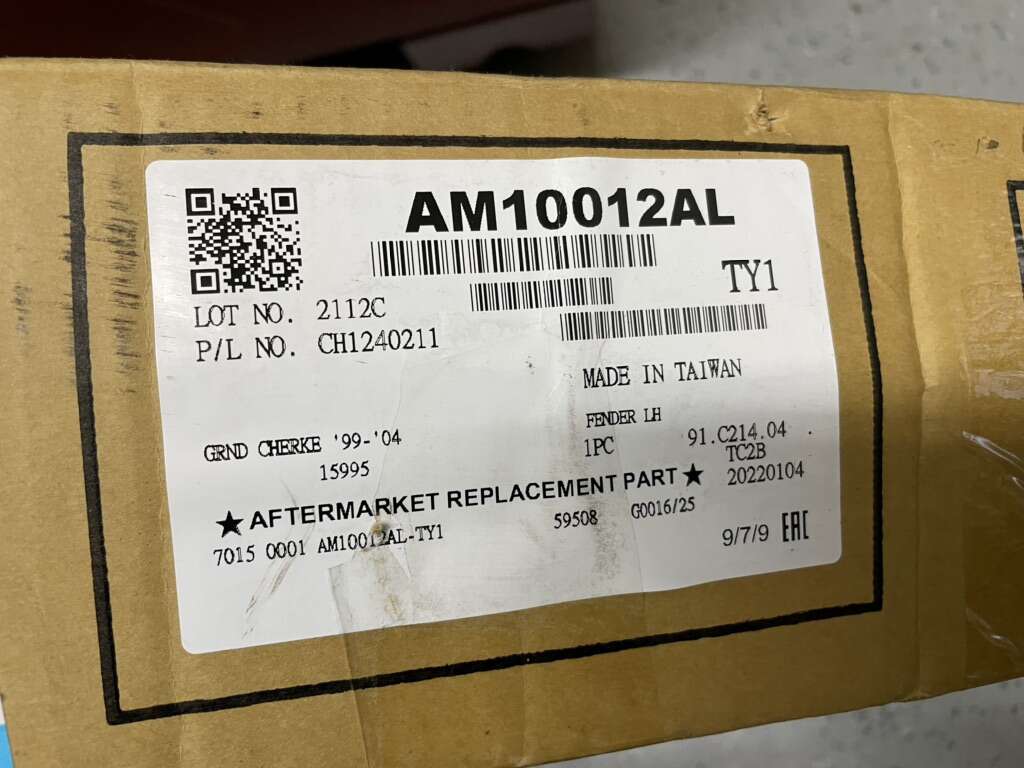 AM10012AL
TY1
LOT NO. 2112C
P/L NO. CH1240211
MADE IN TAIWAN
FENDER LH
1PC 91.C214.04
GRND CHERKE '99-'04
TC2B
15995
20220104
★AFTERMARKET REPLACEMENT PART★
7015 0001 AM10012AL-TY1 59508 G0016/25
9/7/9 EAC